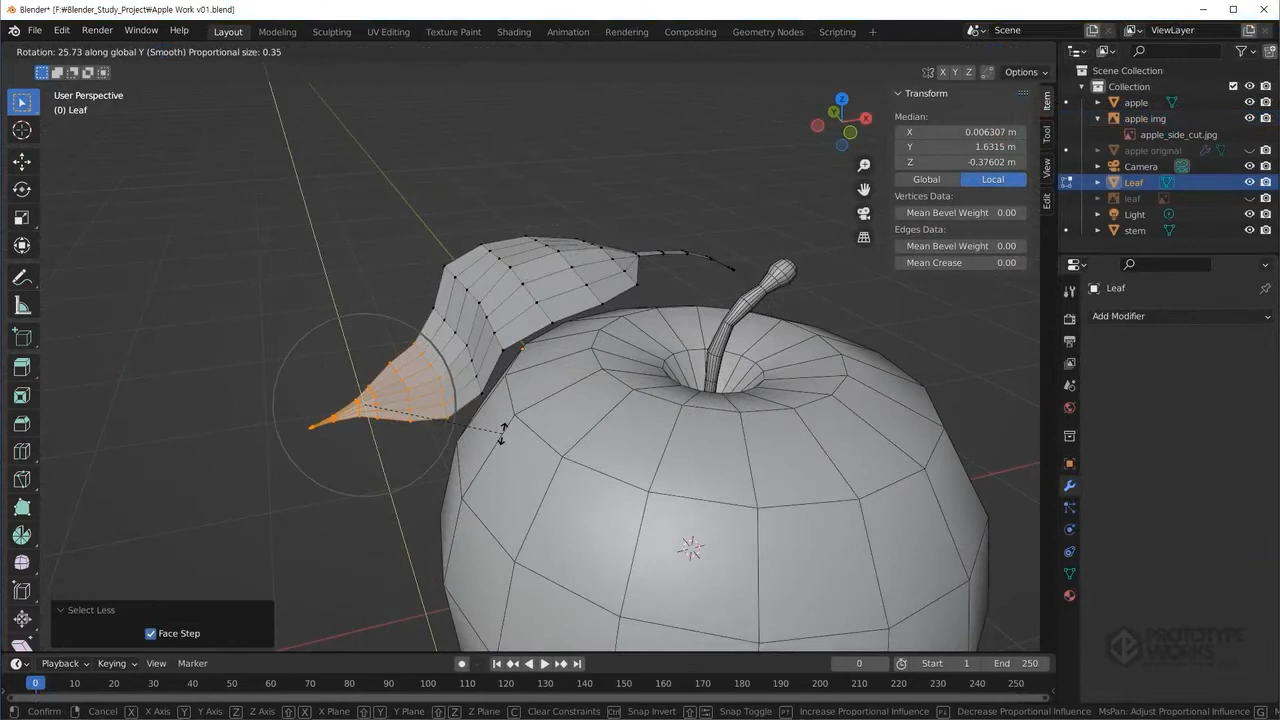 Blender* [F:\Blender_Study_Project\Apple Work v01.blend]
File Edit Render Window Help Layout Modeling Sculpting UV Editing Texture Paint Shading Animation Rendering Compositing Geometry Nodes Scripting + Scene ViewLayer
Rotation: 25.73 along global Y (Smooth) Proportional size: 0.35
X Y Z Options
User Perspective
(0) Leaf
Z
Y
X
Transform
Median:
X 0.006307 m
Y 1.6315 m
Z -0.37602 m
Global Local
Vertices Data:
Mean Bevel Weight 0.00
Edges Data:
Mean Bevel Weight 0.00
Mean Crease 0.00
Item
Tool
View
Edit
Scene Collection
Collection
apple
apple img
apple_side_cut.jpg
apple original
Camera
Leaf
leaf
Light
stem
Leaf
Add Modifier
Select Less
Face Step
PROTOTYPE
WORKS
Playback Keying View Marker 0 Start 1 End 250
0 10 20 30 40 50 60 70 80 90 100 110 120 130 140 150 160 170 180 190 200 210 220 230 240 250
Confirm Cancel X X Axis Y Y Axis Z Z Axis X X Plane Y Y Plane Z Z Plane C Clear Constraints Ctrl Snap Invert Snap Toggle Increase Proportional Influence Decrease Proportional Influence MsPan: Adjust Proportional Influence G